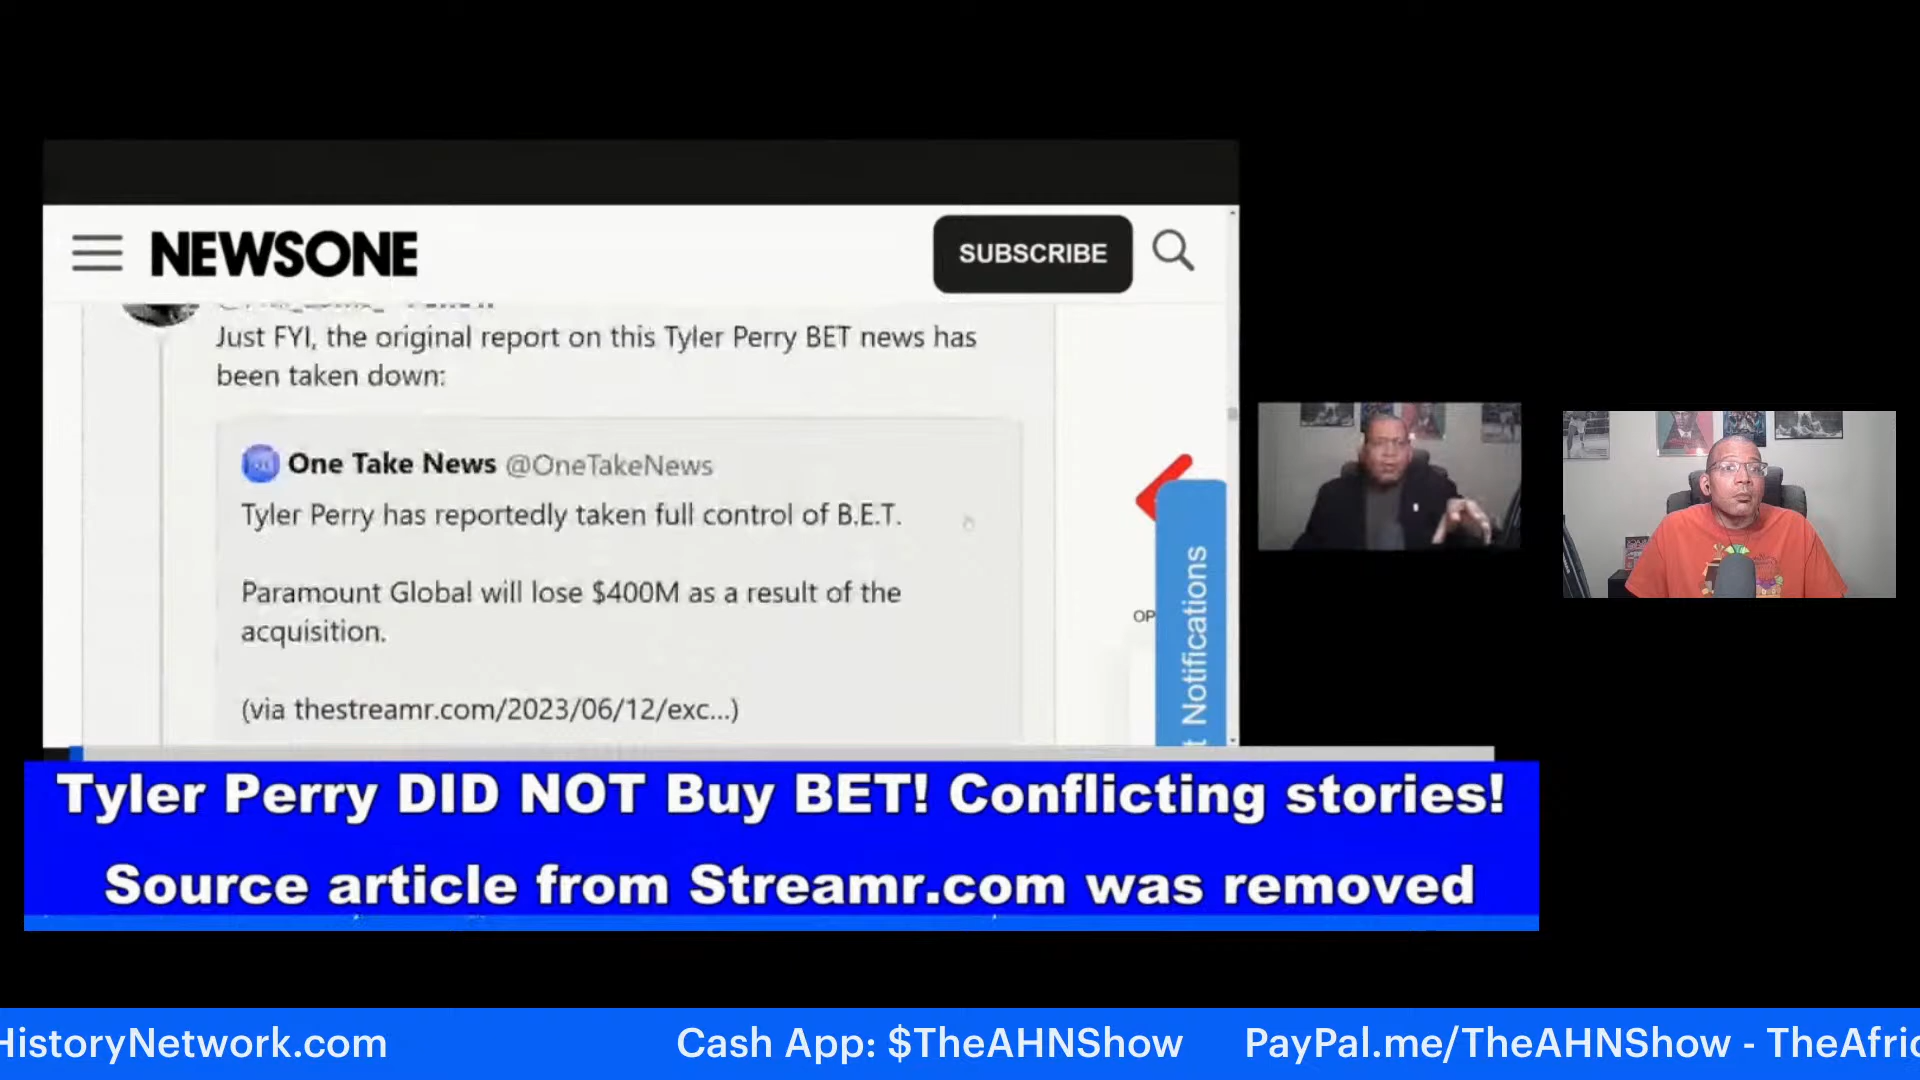 NEWSONE
SUBSCRIBE
Just FYI, the original report on this Tyler Perry BET news has
been taken down:
One Take News @OneTakeNews
Tyler Perry has reportedly taken full control of B.E.T.
Paramount Global will lose $400M as a result of the
acquisition.
(via thestreamr.com/2023/06/12/exc...)
OP
t Notifications
Tyler Perry DID NOT Buy BET! Conflicting stories!
Source article from Streamr.com was removed
HistoryNetwork.com Cash App: $TheAHNShow PayPal.me/TheAHNShow - TheAfric